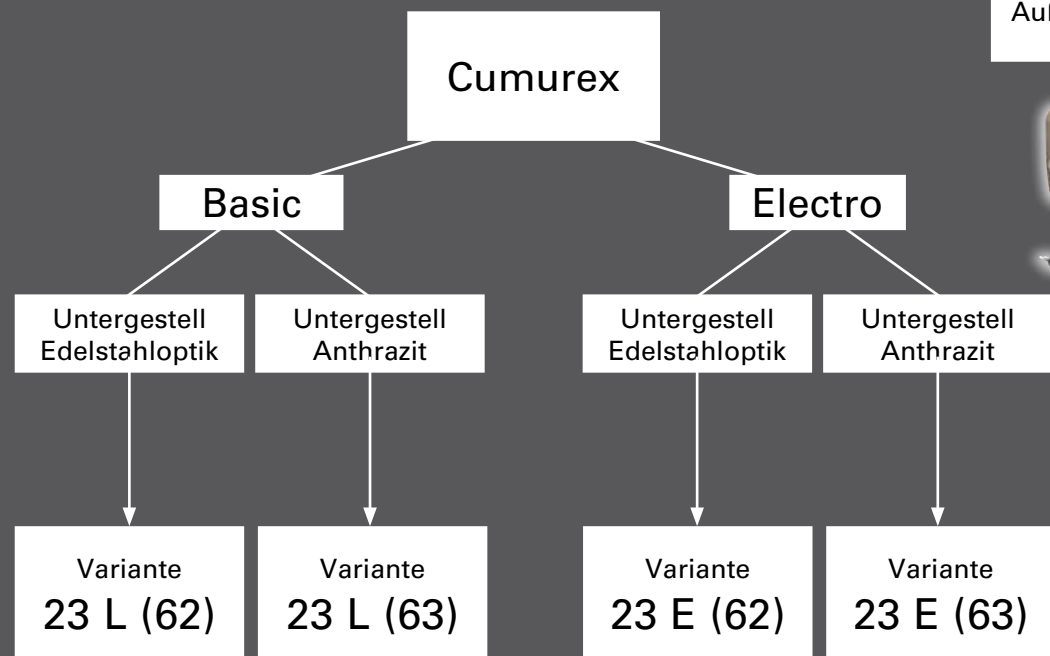 Cumurex
Basic
Electro
Untergestell
Edelstahloptik
Untergestell
Anthrazit
Untergestell
Edelstahloptik
Untergestell
Anthrazit
Variante
23 L (62)
Variante
23 L (63)
Variante
23 E (62)
Variante
23 E (63)